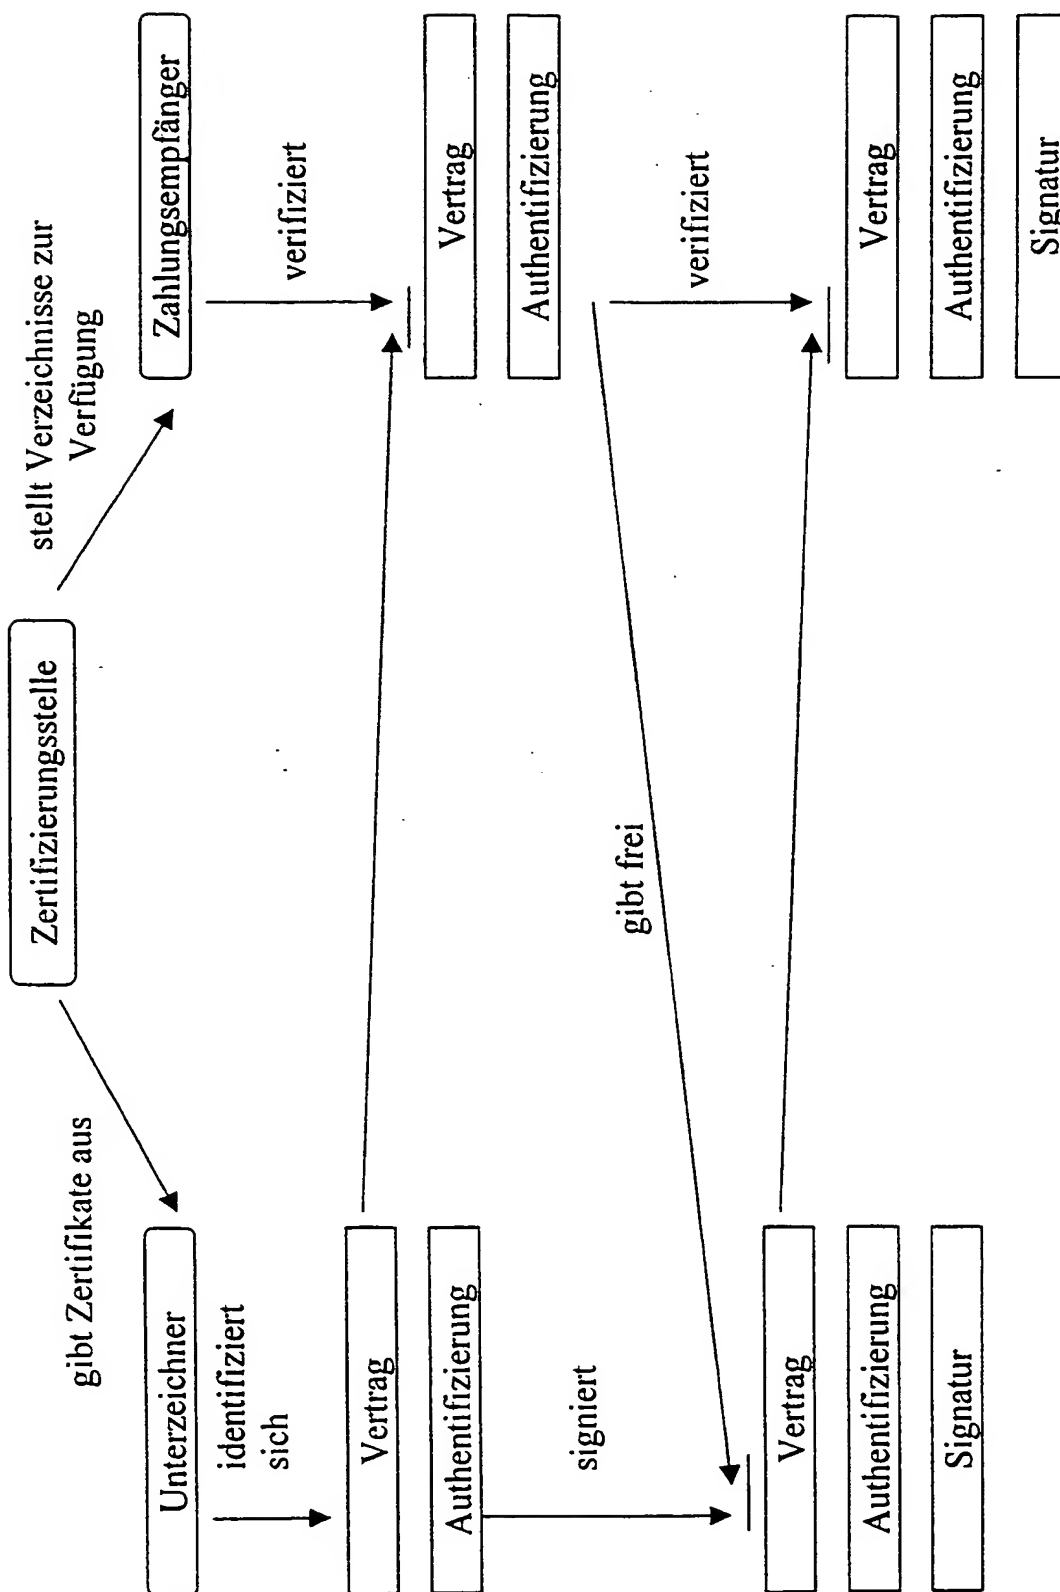 Zertifizierungsstelle
gibt Zertifikate aus
stellt Verzeichnisse zur
Verfügung
Unterzeichner
Zahlungsempfänger
identifiziert
sich
verifiziert
Vertrag
Authentifizierung
Vertrag
Authentifizierung
signiert
gibt frei
verifiziert
Vertrag
Authentifizierung
Signatur
Vertrag
Authentifizierung
Signatur